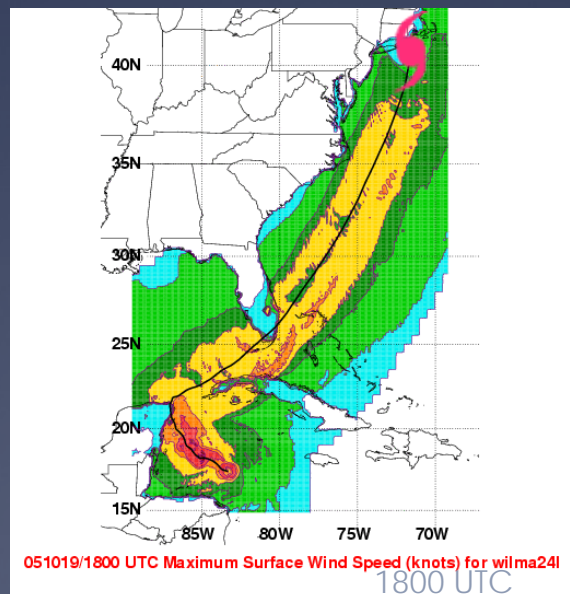 40N
35N
30N
25N
20N
15N
85W 80W 75W 70W
051019/1800 UTC Maximum Surface Wind Speed (knots) for wilma24l
1800 UTC